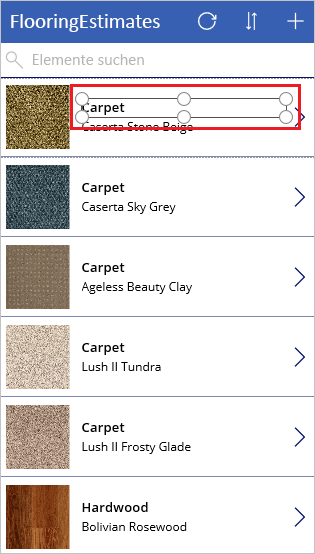 FlooringEstimates
Elemente suchen
Carpet
Caserta Stone Beige
Carpet
Caserta Sky Grey
Carpet
Ageless Beauty Clay
Carpet
Lush II Tundra
Carpet
Lush II Frosty Glade
Hardwood
Bolivian Rosewood